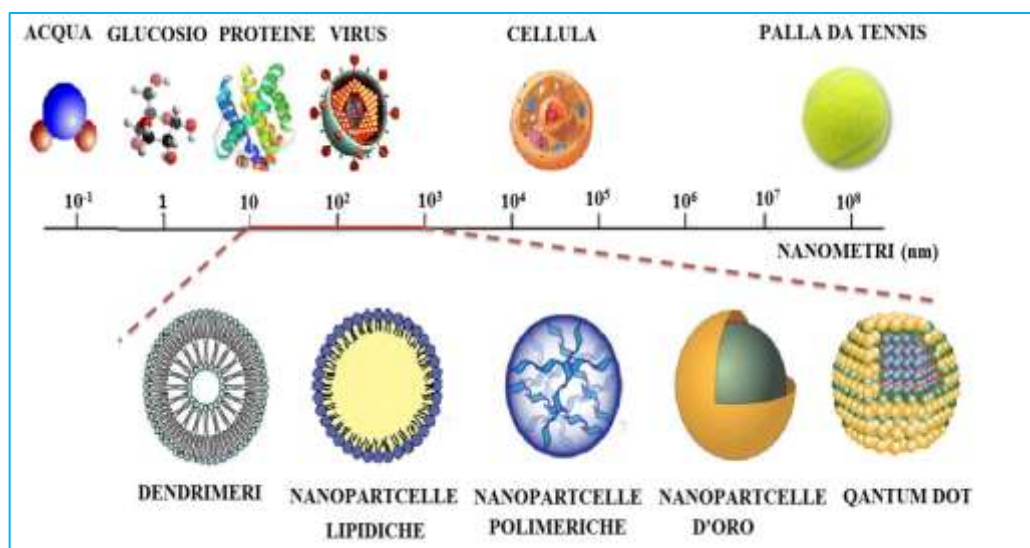 ACQUA GLUCOSIO PROTEINE VIRUS CELLULA PALLA DA TENNIS
10⁻¹ 1 10 10² 10³ 10⁴ 10⁵ 10⁶ 10⁷ 10⁸
NANOMETRI (nm)
DENDRIMERI NANOPARTCELLE NANOPARTCELLE NANOPARTCELLE QANTUM DOT
LIPIDICHE POLIMERICHE D'ORO